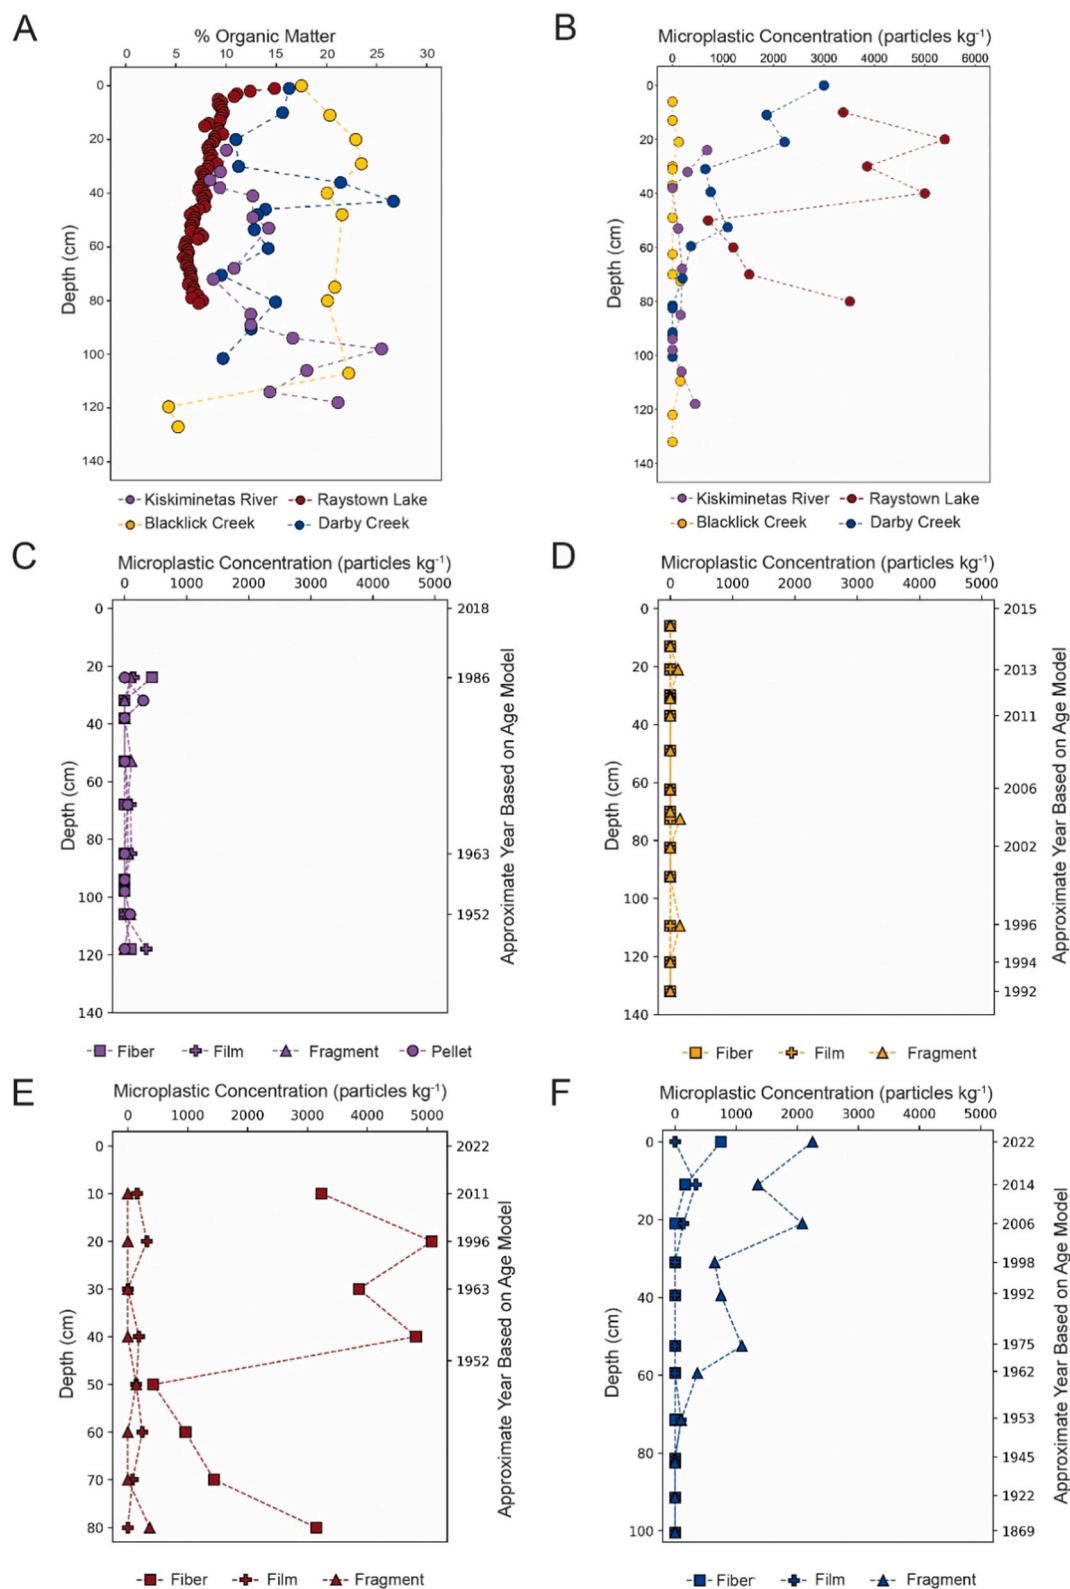 A
% Organic Matter
0 5 10 15 20 25 30
0
20
40
60
80
100
120
140
Depth (cm)
Kiskiminetas River Raystown Lake
Blacklick Creek Darby Creek
B
Microplastic Concentration (particles kg-1)
0 1000 2000 3000 4000 5000 6000
0
20
40
60
80
100
120
140
Depth (cm)
Kiskiminetas River Raystown Lake
Blacklick Creek Darby Creek
C
Microplastic Concentration (particles kg-1)
0 1000 2000 3000 4000 5000
0
20
40
60
80
100
120
140
Depth (cm)
2018
1986
1963
1952
Approximate Year Based on Age Model
Fiber Film Fragment Pellet
D
Microplastic Concentration (particles kg-1)
0 1000 2000 3000 4000 5000
0
20
40
60
80
100
120
140
Depth (cm)
2015
2013
2011
2006
2002
1996
1994
1992
Approximate Year Based on Age Model
Fiber Film Fragment
E
Microplastic Concentration (particles kg-1)
0 1000 2000 3000 4000 5000
0
10
20
30
40
50
60
70
80
Depth (cm)
2022
2011
1996
1963
1952
Approximate Year Based on Age Model
Fiber Film Fragment
F
Microplastic Concentration (particles kg-1)
0 1000 2000 3000 4000 5000
0
20
40
60
80
100
Depth (cm)
2022
2014
2006
1998
1992
1975
1962
1953
1945
1922
1869
Approximate Year Based on Age Model
Fiber Film Fragment